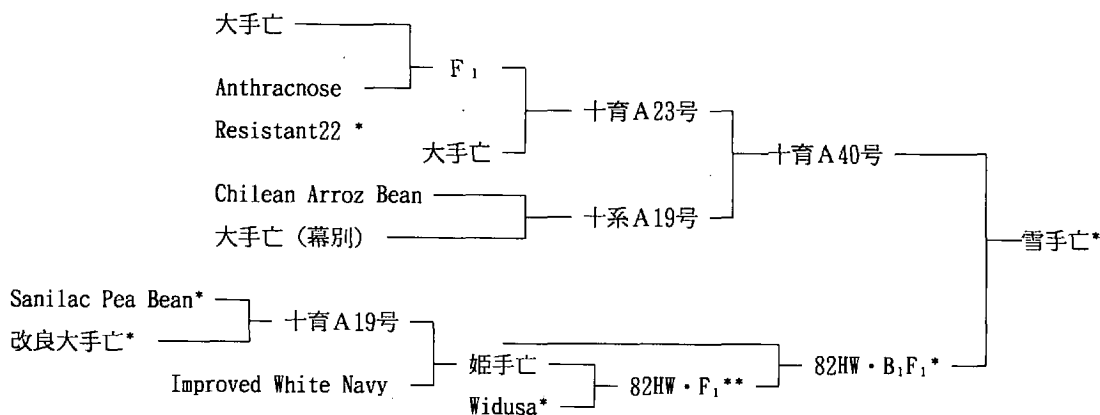 大手亡
F₁
Anthracnose
Resistant22 *
十育A23号
大手亡
十育A40号
Chilean Arroz Bean
十系A19号
大手亡（幕別）
雪手亡*
Sanilac Pea Bean*
十育A19号
改良大手亡*
姫手亡
82HW・B₁F₁*
Improved White Navy
82HW・F₁**
Widusa*